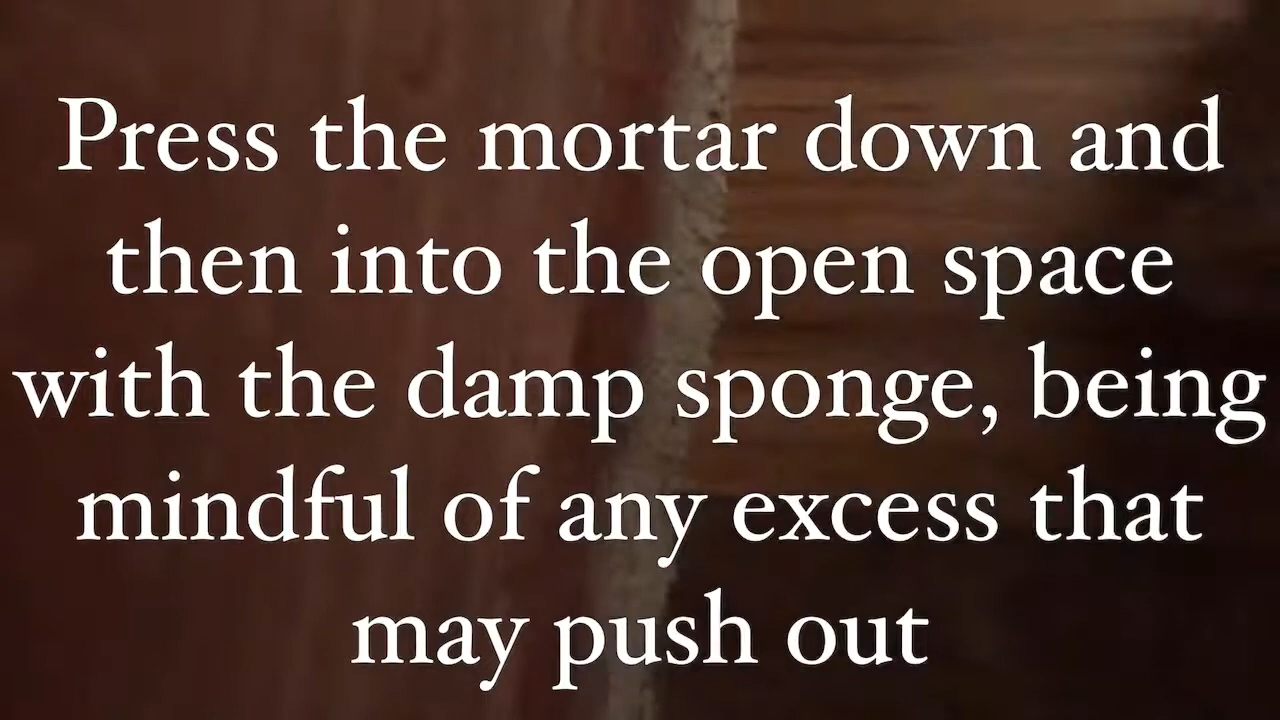 Press the mortar down and
then into the open space
with the damp sponge, being
mindful of any excess that
may push out